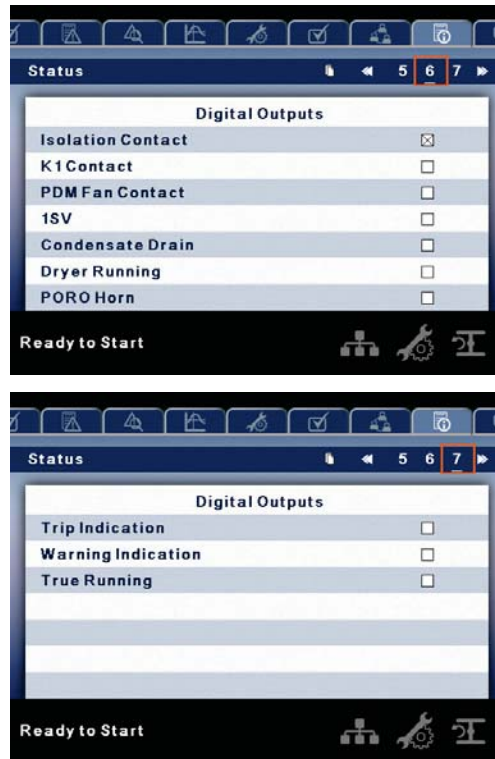 Status 5 6 7
Digital Outputs
Isolation Contact
K1 Contact
PDM Fan Contact
1SV
Condensate Drain
Dryer Running
PORO Horn
Ready to Start
Status 5 6 7
Digital Outputs
Trip Indication
Warning Indication
True Running
Ready to Start